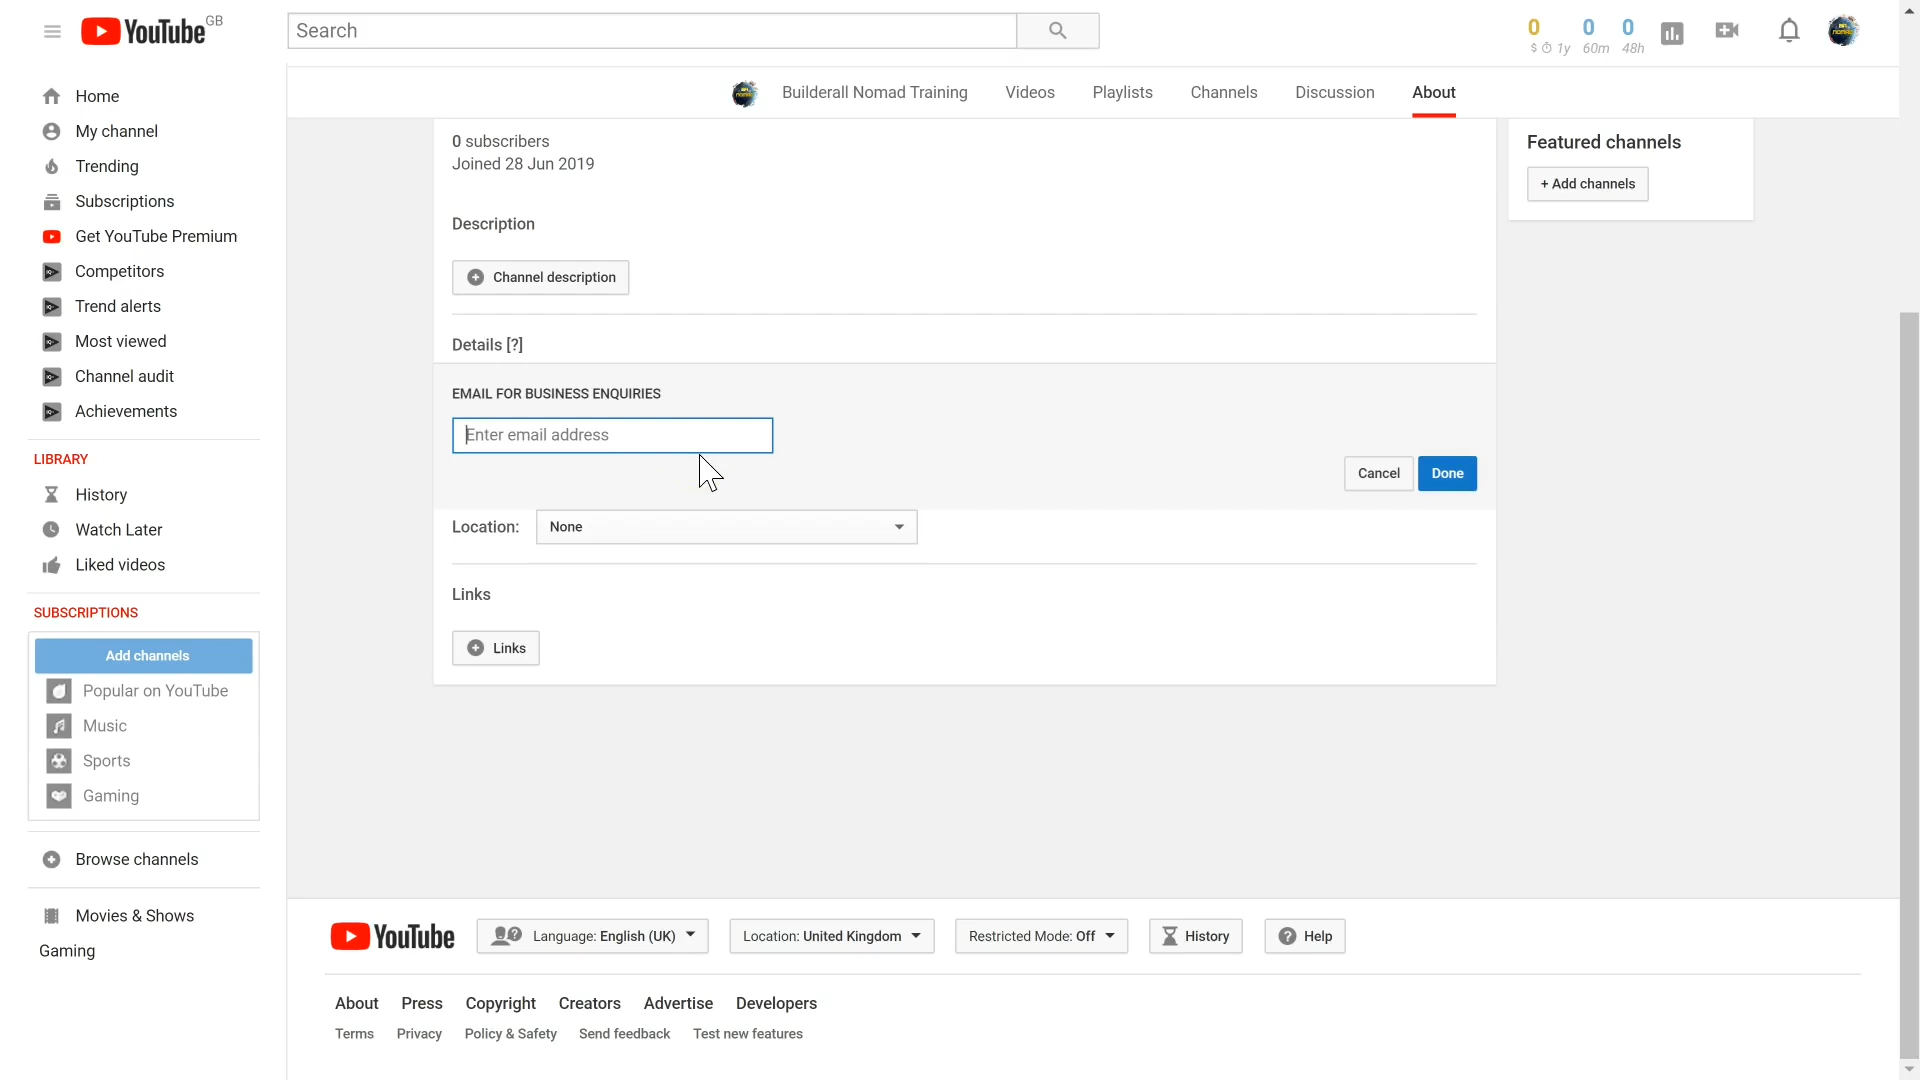 YouTube GB
Search
0 0 0
$ 1y 60m 48h
Builderall Nomad Training Videos Playlists Channels Discussion About
Home
My channel
Trending
Subscriptions
Get YouTube Premium
Competitors
Trend alerts
Most viewed
Channel audit
Achievements
LIBRARY
History
Watch Later
Liked videos
SUBSCRIPTIONS
Add channels
Popular on YouTube
Music
Sports
Gaming
Browse channels
Movies & Shows
Gaming
0 subscribers
Joined 28 Jun 2019
Description
Channel description
Details [?]
EMAIL FOR BUSINESS ENQUIRIES
Enter email address
Cancel Done
Location: None
Links
Links
Featured channels
+ Add channels
YouTube Language: English (UK) Location: United Kingdom Restricted Mode: Off History Help
About Press Copyright Creators Advertise Developers
Terms Privacy Policy & Safety Send feedback Test new features